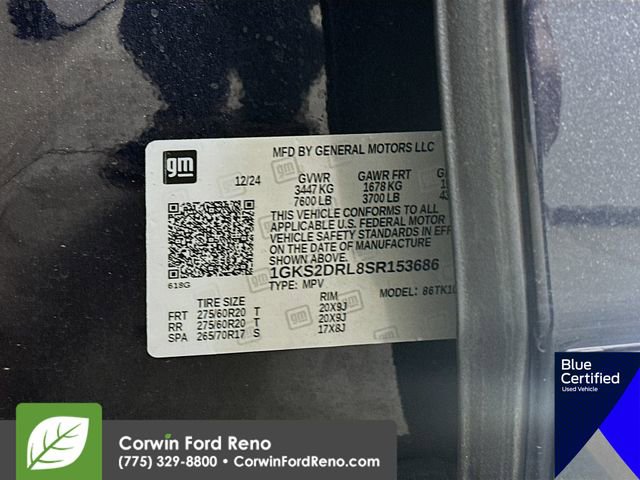 gm
MFD BY GENERAL MOTORS LLC
12/24
GVWR GAWR FRT
3447 KG 1678 KG
7600 LB 3700 LB
THIS VEHICLE CONFORMS TO ALL
APPLICABLE U.S. FEDERAL MOTOR
VEHICLE SAFETY STANDARDS IN EFF
ON THE DATE OF MANUFACTURE
SHOWN ABOVE.
1GKS2DRL8SR153686
618G
TYPE: MPV
MODEL: 86TK10
TIRE SIZE RIM
FRT 275/60R20 T 20X9J
RR 275/60R20 T 20X9J
SPA 265/70R17 S 17X8J
Blue
Certified
Used Vehicle
Corwin Ford Reno
(775) 329-8800 • CorwinFordReno.com